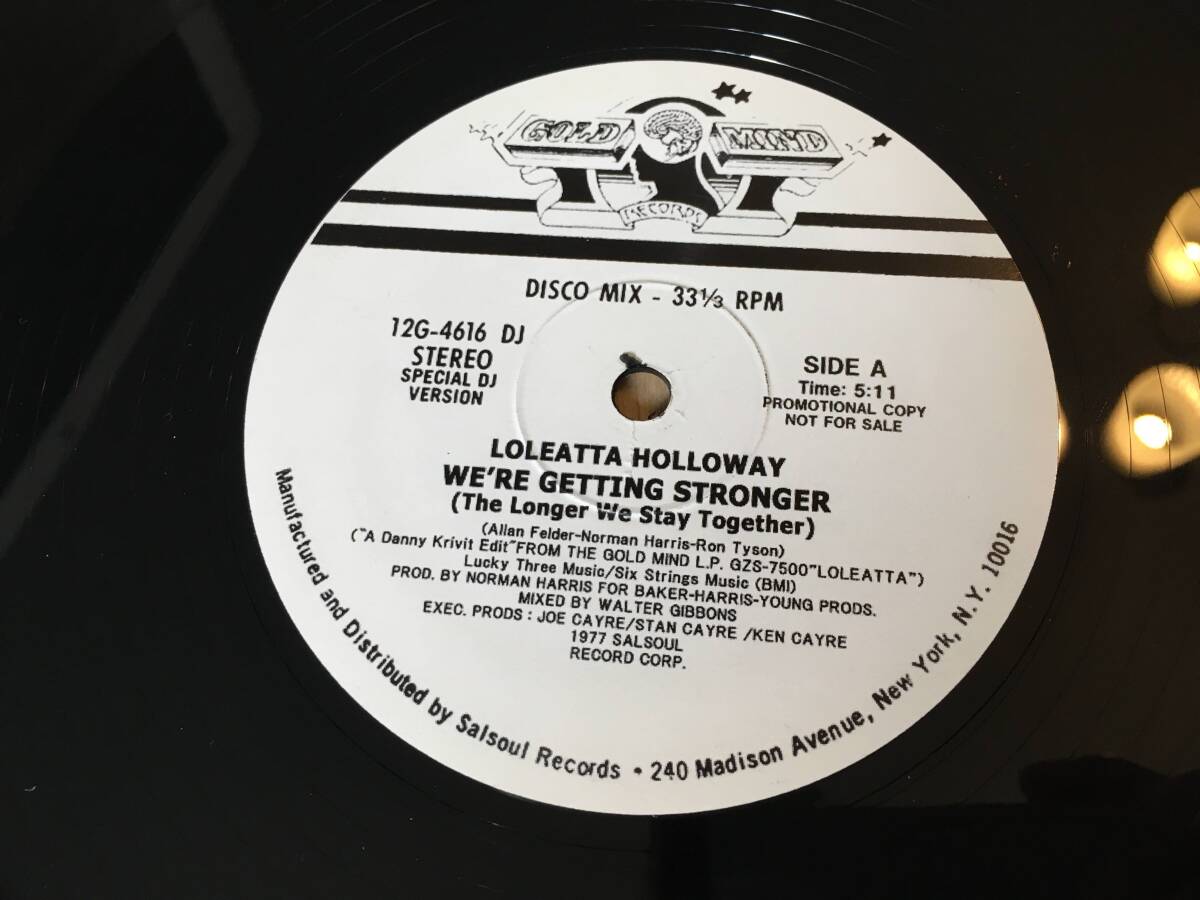 GOLD MIND
RECORDS
DISCO MIX - 33⅓ RPM
12G-4616 DJ
STEREO
SPECIAL DJ
VERSION
SIDE A
Time: 5:11
PROMOTIONAL COPY
NOT FOR SALE
LOLEATTA HOLLOWAY
WE'RE GETTING STRONGER
(The Longer We Stay Together)
(Allan Felder-Norman Harris-Ron Tyson)
("A Danny Krivit Edit"FROM THE GOLD MIND L.P. GZS-7500"LOLEATTA")
Lucky Three Music/Six Strings Music (BMI)
PROD. BY NORMAN HARRIS FOR BAKER-HARRIS-YOUNG PRODS.
MIXED BY WALTER GIBBONS
EXEC. PRODS : JOE CAYRE/STAN CAYRE /KEN CAYRE
1977 SALSOUL
RECORD CORP.
Manufactured and Distributed by Salsoul Records • 240 Madison Avenue, New York, N.Y. 10016